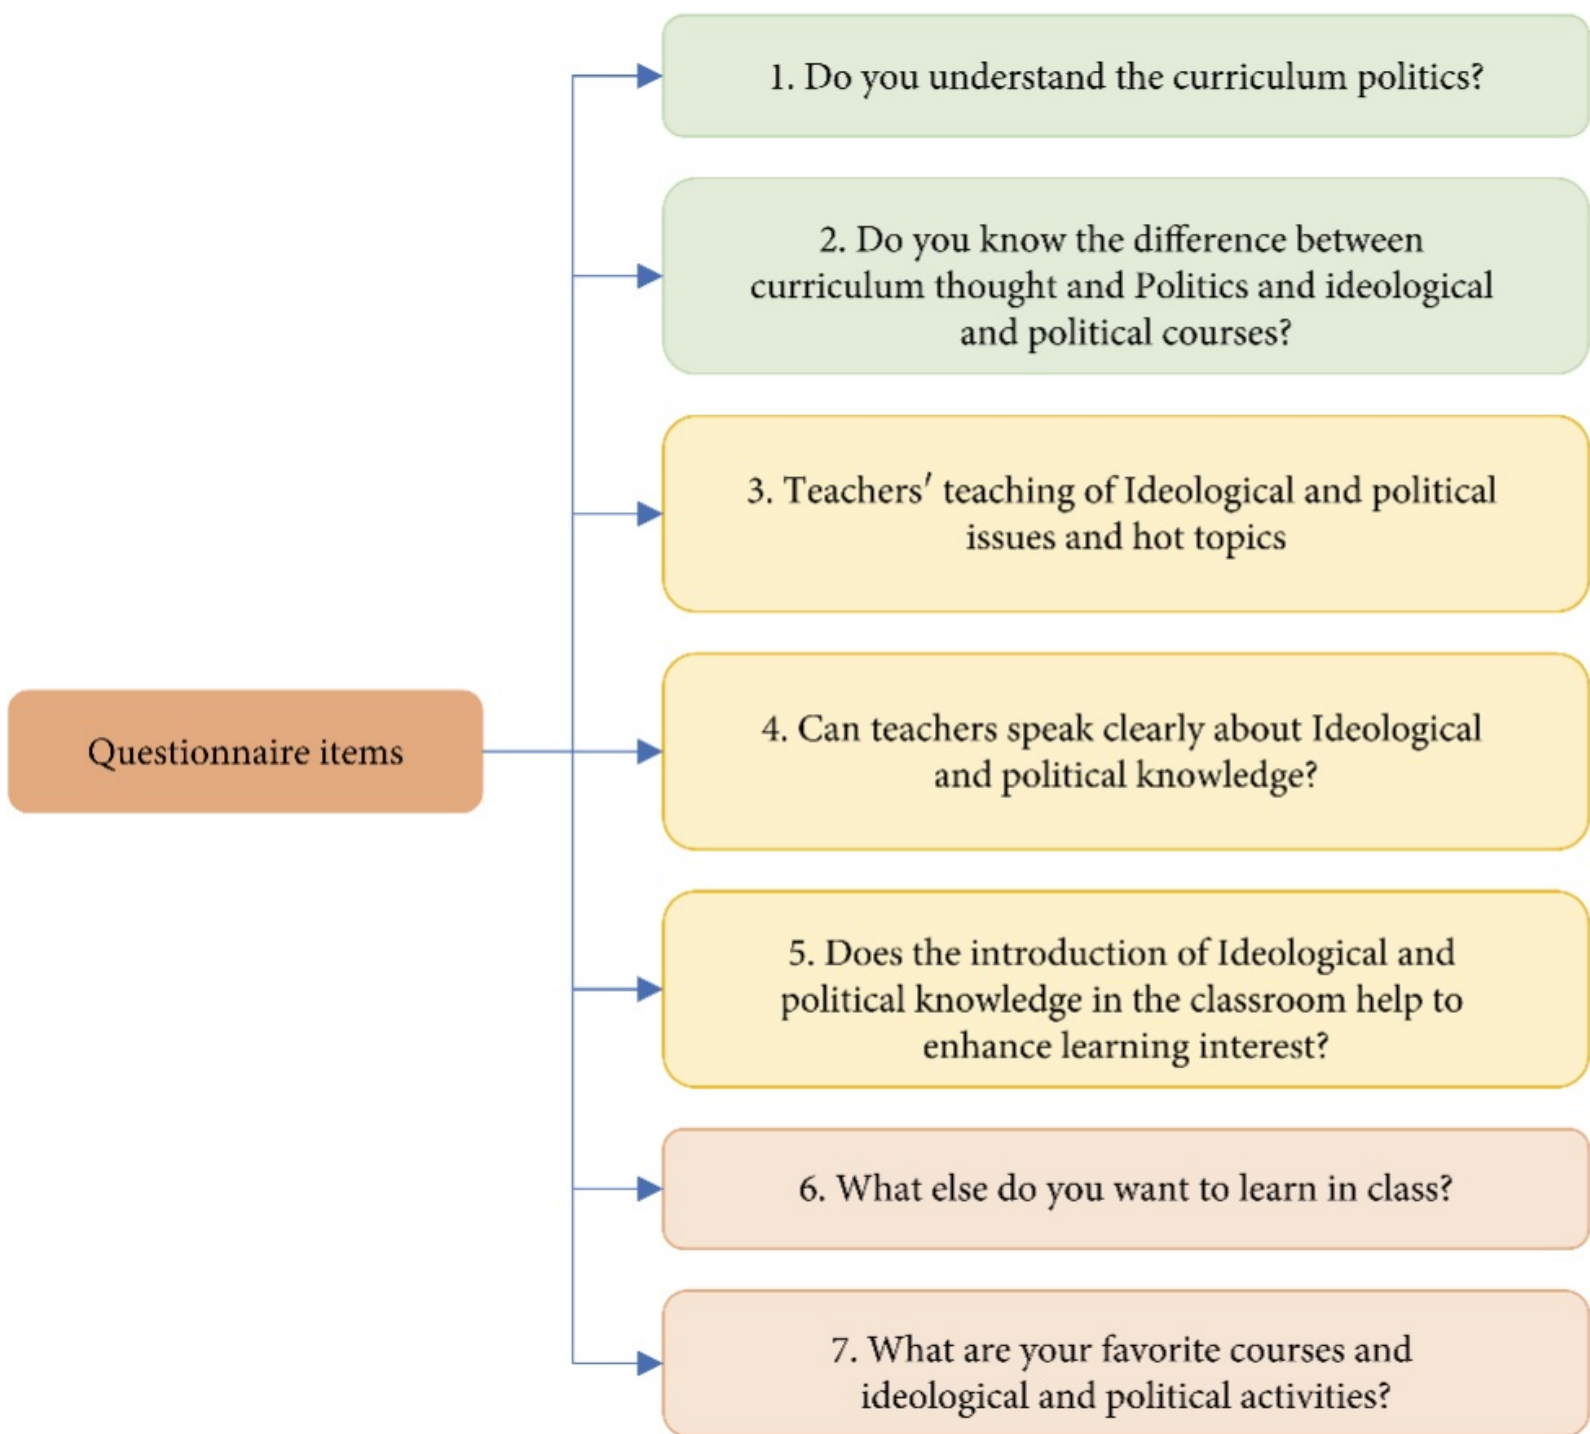 1. Do you understand the curriculum politics?
2. Do you know the difference between
curriculum thought and Politics and ideological
and political courses?
3. Teachers′ teaching of Ideological and political
issues and hot topics
Questionnaire items
4. Can teachers speak clearly about Ideological
and political knowledge?
5. Does the introduction of Ideological and
political knowledge in the classroom help to
enhance learning interest?
6. What else do you want to learn in class?
7. What are your favorite courses and
ideological and political activities?